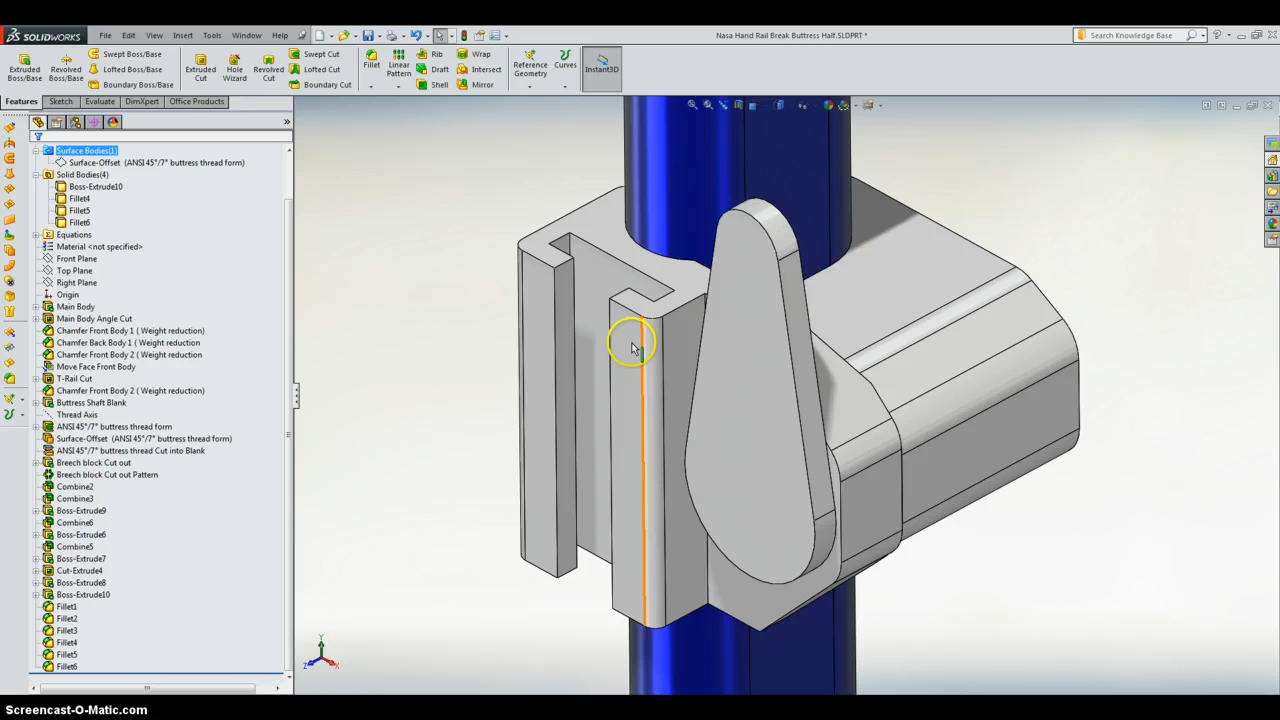 SOLIDWORKS File Edit View Insert Tools Window Help Nasa Hand Rail Break Buttress Half.SLDPRT * Search Knowledge Base
Extruded Boss/Base
Revolved Boss/Base
Swept Boss/Base
Lofted Boss/Base
Boundary Boss/Base
Extruded Cut
Hole Wizard
Revolved Cut
Swept Cut
Lofted Cut
Boundary Cut
Fillet
Linear Pattern
Rib
Draft
Shell
Wrap
Intersect
Mirror
Reference Geometry
Curves
Instant3D
Features Sketch Evaluate DimXpert Office Products
Surface Bodies(1)
Surface-Offset (ANSI 45°/7° buttress thread form)
Solid Bodies(4)
Boss-Extrude10
Fillet4
Fillet5
Fillet6
Equations
Material <not specified>
Front Plane
Top Plane
Right Plane
Origin
Main Body
Main Body Angle Cut
Chamfer Front Body 1 ( Weight reduction)
Chamfer Back Body 1 ( Weight reduction
Chamfer Front Body 2 ( Weight reduction)
Move Face Front Body
T-Rail Cut
Chamfer Front Body 2 ( Weight reduction)
Buttress Shaft Blank
Thread Axis
ANSI 45°/7° buttress thread form
Surface-Offset (ANSI 45°/7° buttress thread form)
ANSI 45°/7° buttress thread Cut into Blank
Breech block Cut out
Breech block Cut out Pattern
Combine2
Combine3
Boss-Extrude9
Combine6
Boss-Extrude6
Combine5
Boss-Extrude7
Cut-Extrude4
Boss-Extrude8
Boss-Extrude10
Fillet1
Fillet2
Fillet3
Fillet4
Fillet5
Fillet6
Y
Z
X
Screencast-O-Matic.com